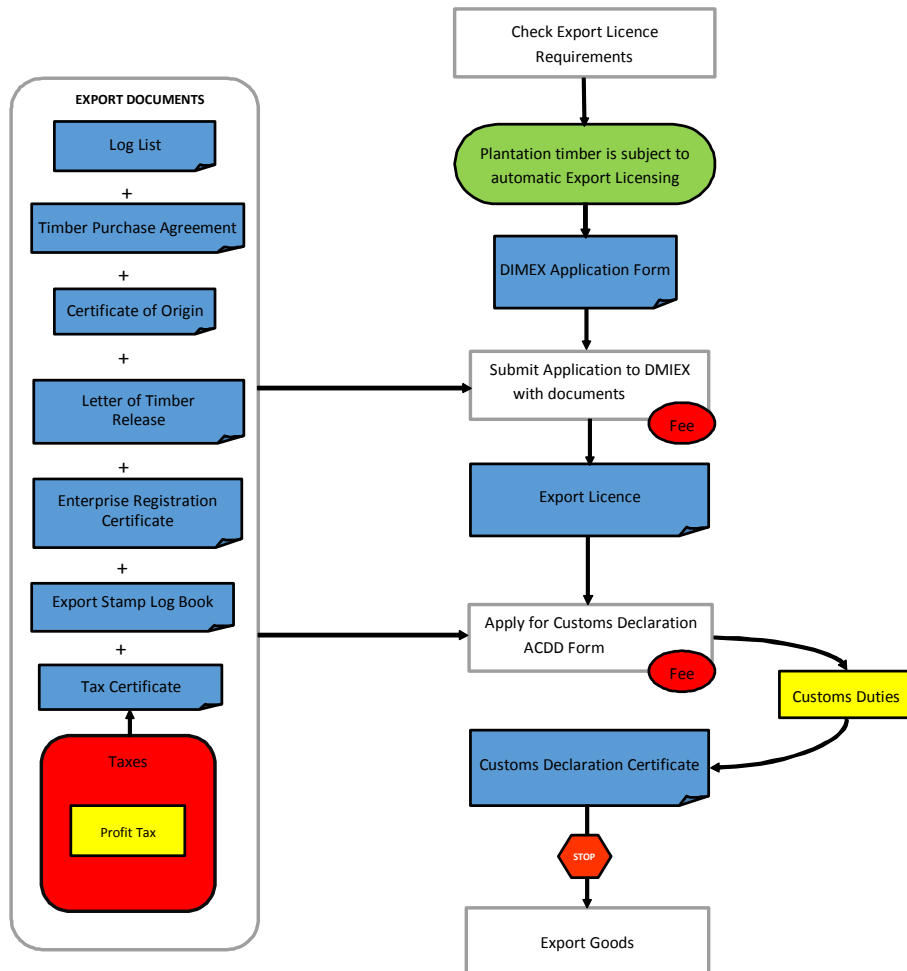 EXPORT DOCUMENTS
Log List
+
Timber Purchase Agreement
+
Certificate of Origin
+
Letter of Timber
Release
+
Enterprise Registration
Certificate
+
Export Stamp Log Book
+
Tax Certificate
Taxes
Profit Tax
Check Export Licence
Requirements
Plantation timber is subject to
automatic Export Licensing
DIMEX Application Form
Submit Application to DMIEX
with documents
Fee
Export Licence
Apply for Customs Declaration
ACDD Form
Fee
Customs Duties
Customs Declaration Certificate
STOP
Export Goods